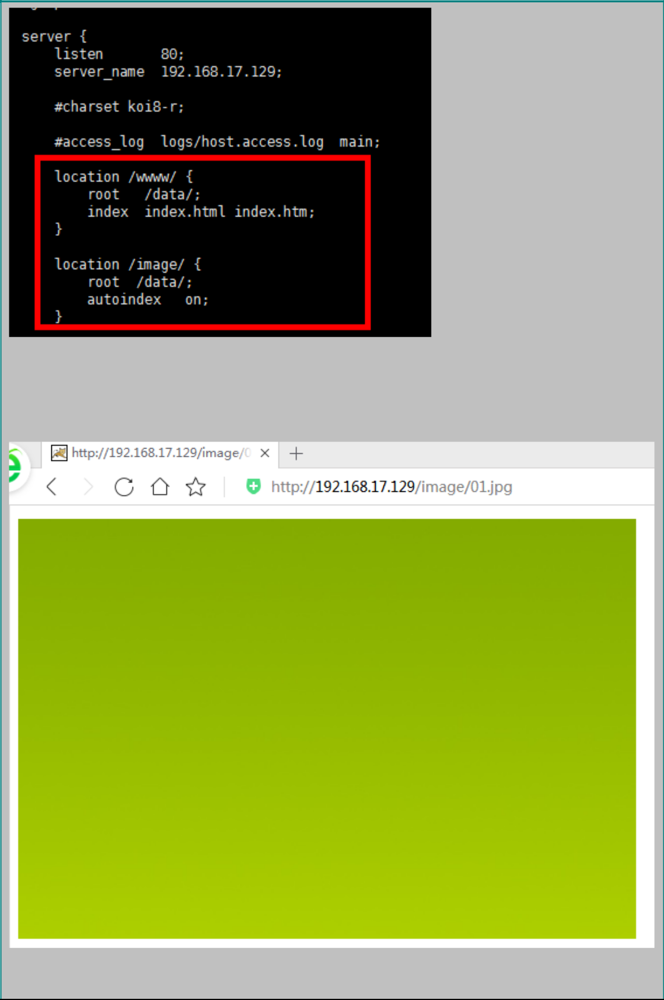 server {
    listen       80;
    server_name  192.168.17.129;
    #charset koi8-r;
    #access_log  logs/host.access.log  main;
    location /www/ {
        root   /data/;
        index  index.html index.htm;
    }
    location /image/ {
        root  /data/;
        autoindex   on;
    }
http://192.168.17.129/image/0
http://192.168.17.129/image/01.jpg